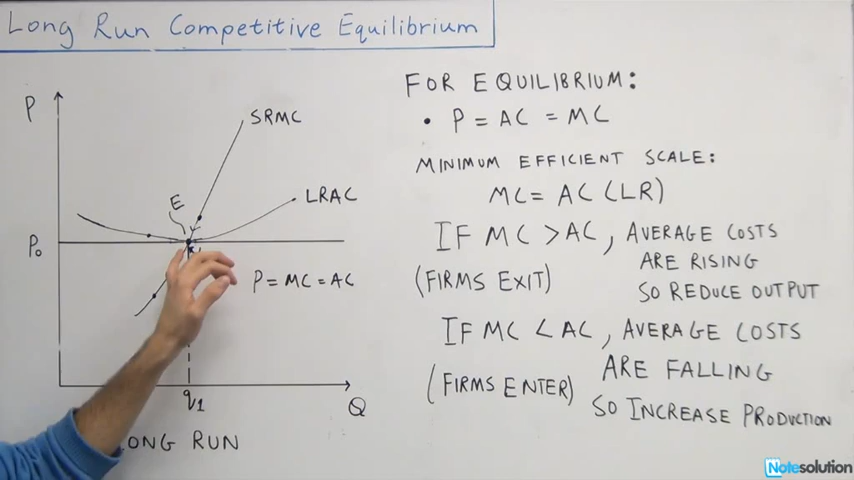 Long Run Competitive Equilibrium
P
SRMC
LRAC
E
P₀
P = MC = AC
q₁
Q
LONG RUN
FOR EQUILIBRIUM:
• P = AC = MC
MINIMUM EFFICIENT SCALE:
MC = AC (LR)
IF MC > AC, AVERAGE COSTS
ARE RISING
(FIRMS EXIT) SO REDUCE OUTPUT
IF MC < AC, AVERAGE COSTS
ARE FALLING
(FIRMS ENTER)
SO INCREASE PRODUCTION
Notesolution